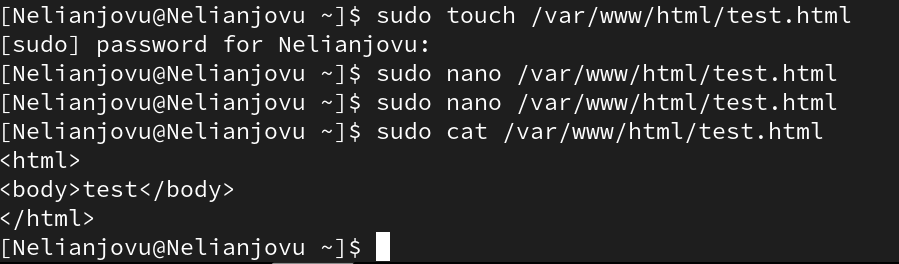 [Nelianjovu@Nelianjovu ~]$ sudo touch /var/www/html/test.html
[sudo] password for Nelianjovu:
[Nelianjovu@Nelianjovu ~]$ sudo nano /var/www/html/test.html
[Nelianjovu@Nelianjovu ~]$ sudo nano /var/www/html/test.html
[Nelianjovu@Nelianjovu ~]$ sudo cat /var/www/html/test.html
<html>
<body>test</body>
</html>
[Nelianjovu@Nelianjovu ~]$